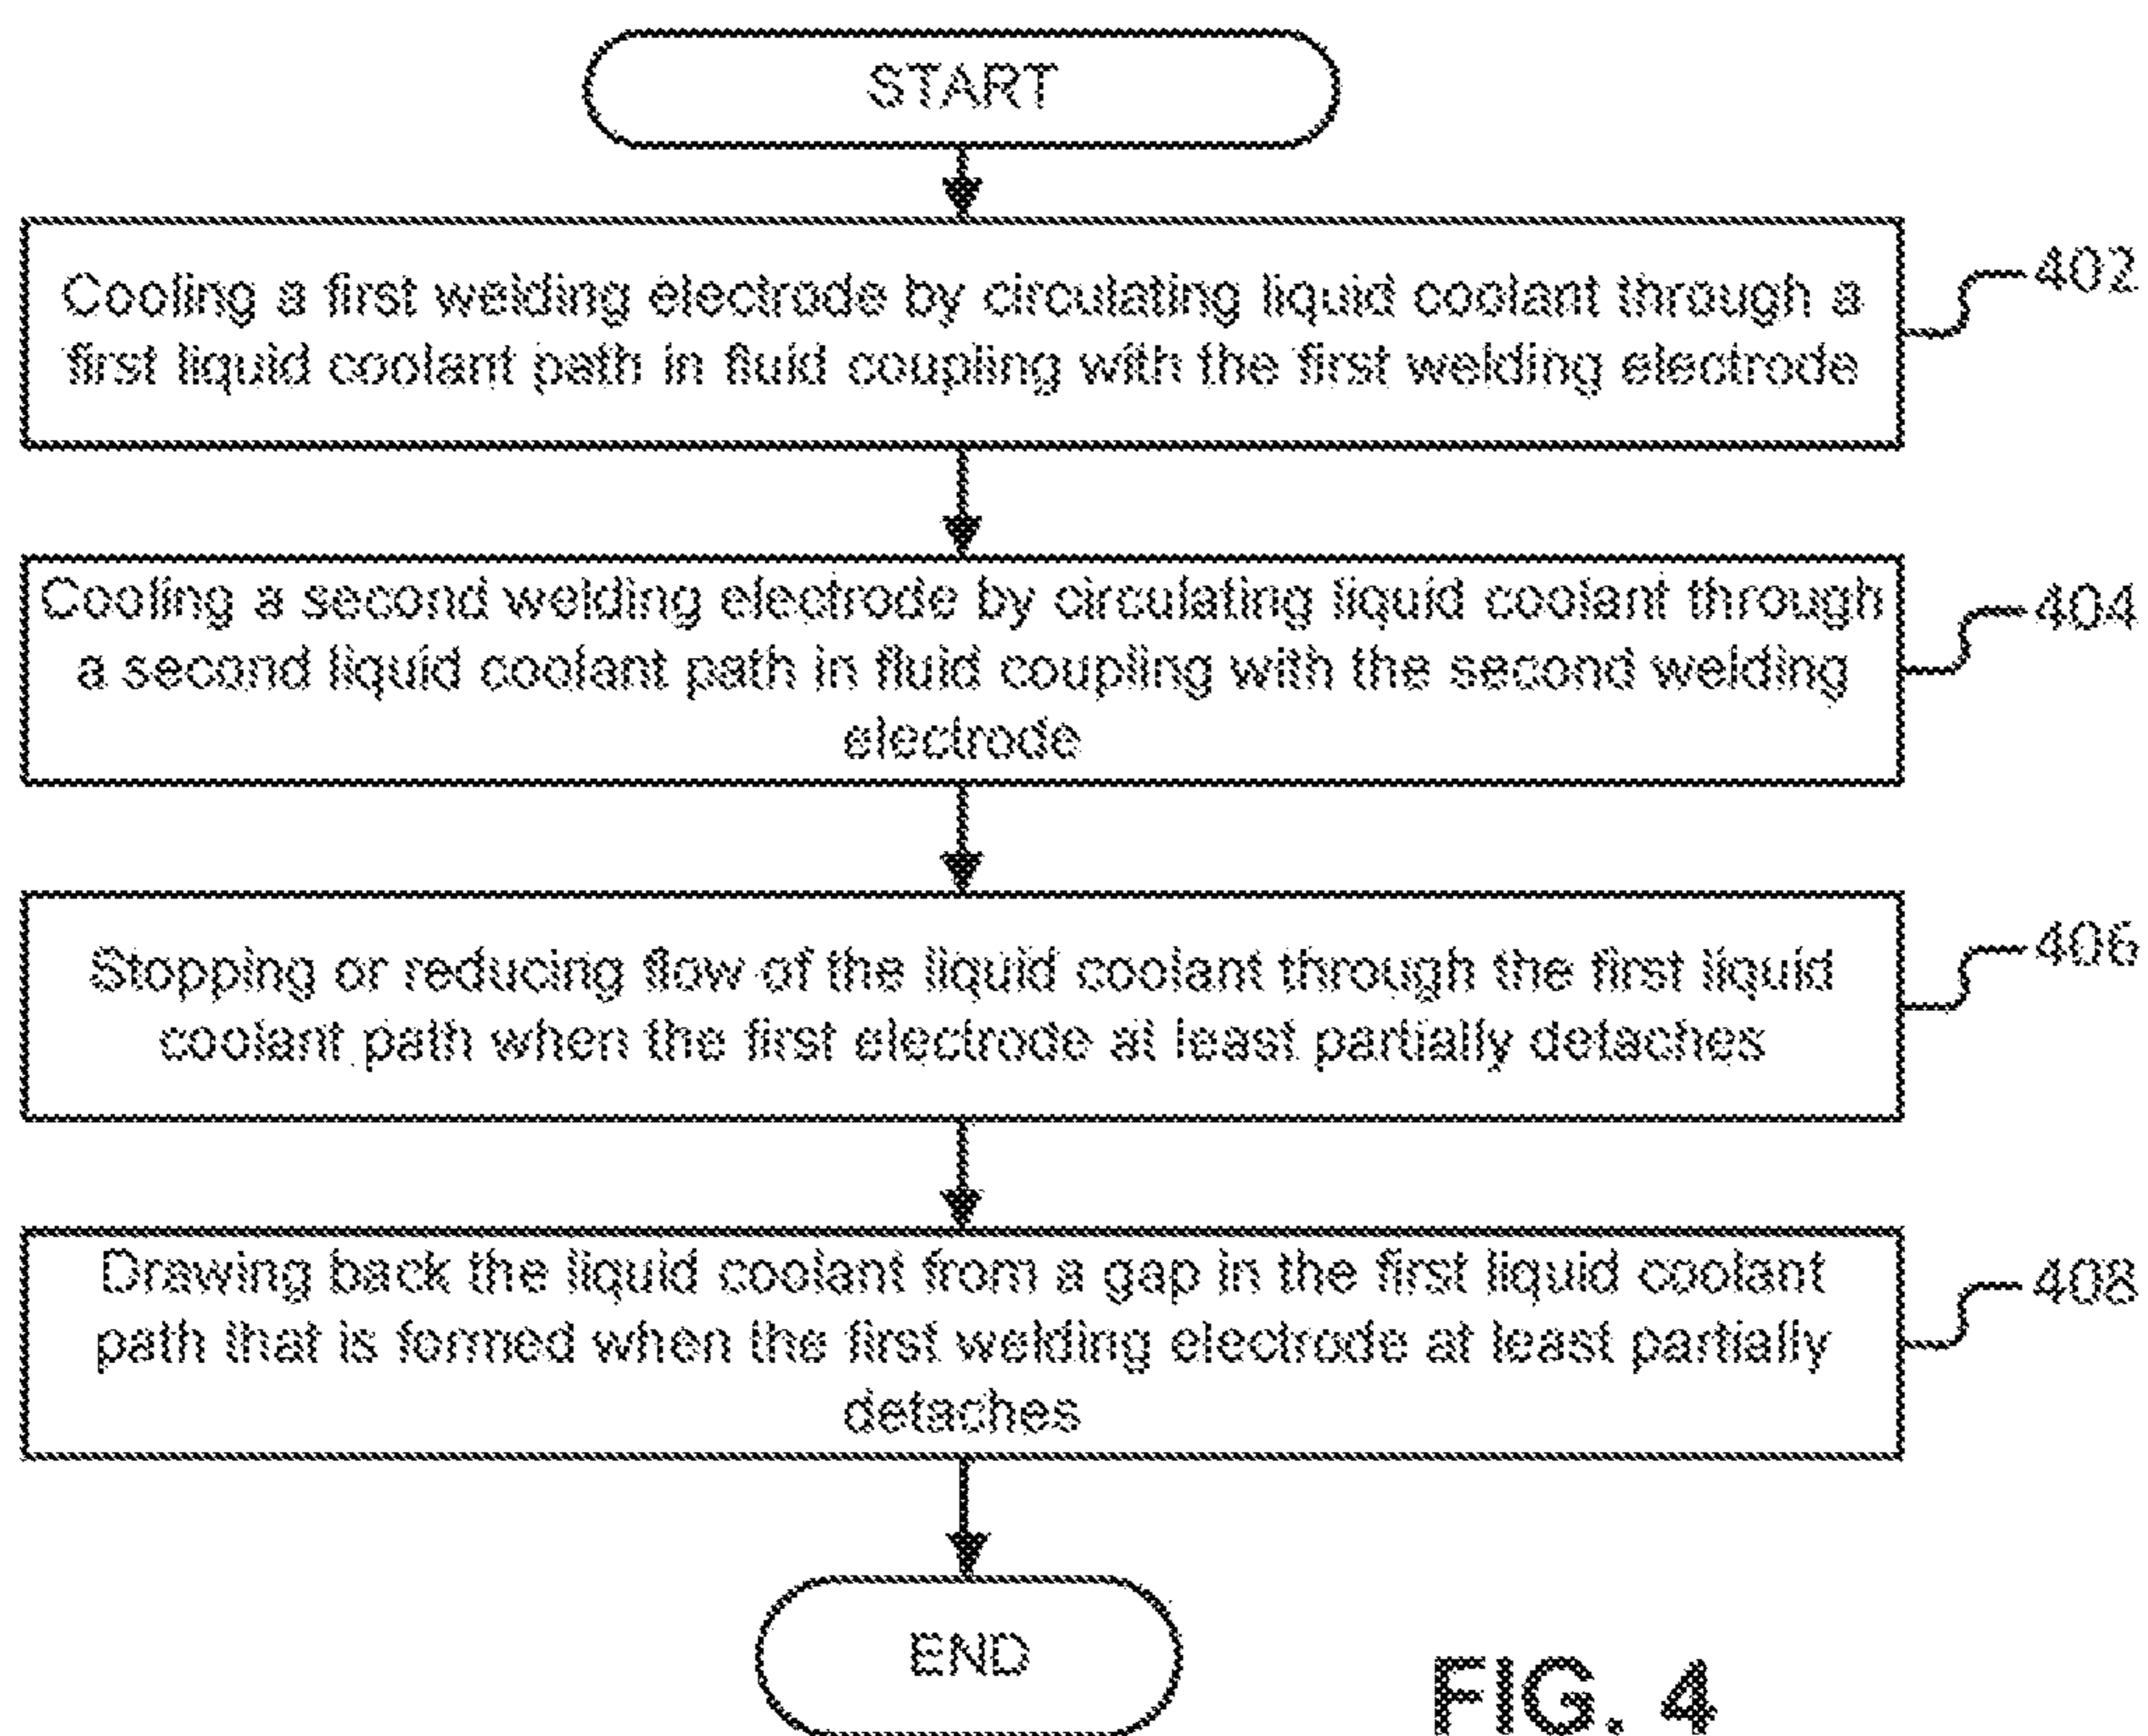 START
Cooling a first welding electrode by circulating liquid coolant through a
first liquid coolant path in fluid coupling with the first welding electrode
402
Cooling a second welding electrode by circulating liquid coolant through
a second liquid coolant path in fluid coupling with the second welding
electrode
404
Stopping or reducing flow of the liquid coolant through the first liquid
coolant path when the first electrode at least partially detaches
406
Drawing back the liquid coolant from a gap in the first liquid coolant
path that is formed when the first welding electrode at least partially
detaches
408
END
FIG. 4